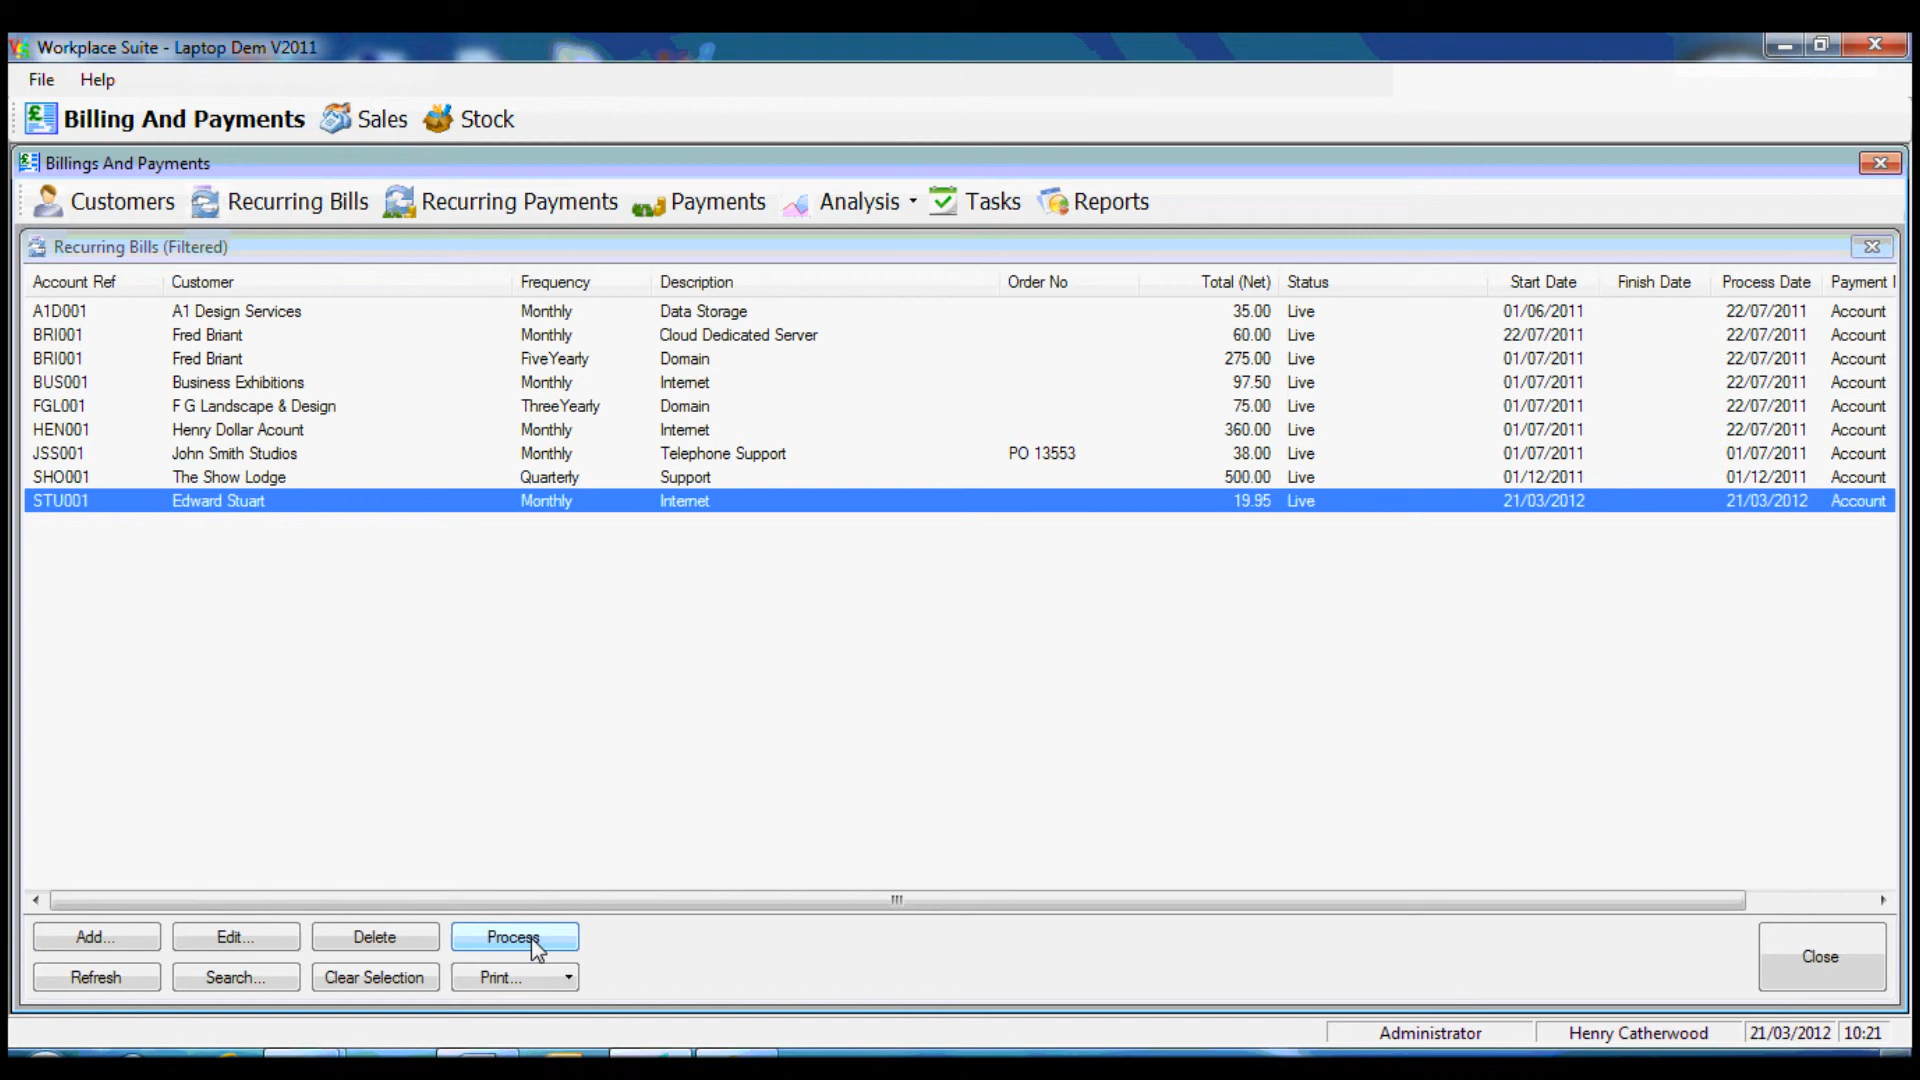 Workplace Suite - Laptop Dem V2011
File Help
Billing And Payments Sales Stock
Billings And Payments
Customers Recurring Bills Recurring Payments Payments Analysis Tasks Reports
Recurring Bills (Filtered)
Account Ref Customer Frequency Description Order No Total (Net) Status Start Date Finish Date Process Date Payment
A1D001 A1 Design Services Monthly Data Storage 35.00 Live 01/06/2011 22/07/2011 Account
BRI001 Fred Briant Monthly Cloud Dedicated Server 60.00 Live 22/07/2011 22/07/2011 Account
BRI001 Fred Briant FiveYearly Domain 275.00 Live 01/07/2011 22/07/2011 Account
BUS001 Business Exhibitions Monthly Internet 97.50 Live 01/07/2011 22/07/2011 Account
FGL001 F G Landscape & Design ThreeYearly Domain 75.00 Live 01/07/2011 22/07/2011 Account
HEN001 Henry Dollar Acount Monthly Internet 360.00 Live 01/07/2011 22/07/2011 Account
JSS001 John Smith Studios Monthly Telephone Support PO 13553 38.00 Live 01/07/2011 01/07/2011 Account
SHO001 The Show Lodge Quarterly Support 500.00 Live 01/12/2011 01/12/2011 Account
STU001 Edward Stuart Monthly Internet 19.95 Live 21/03/2012 21/03/2012 Account
Add... Edit... Delete Process
Refresh Search... Clear Selection Print... Close
Administrator Henry Catherwood 21/03/2012 10:21